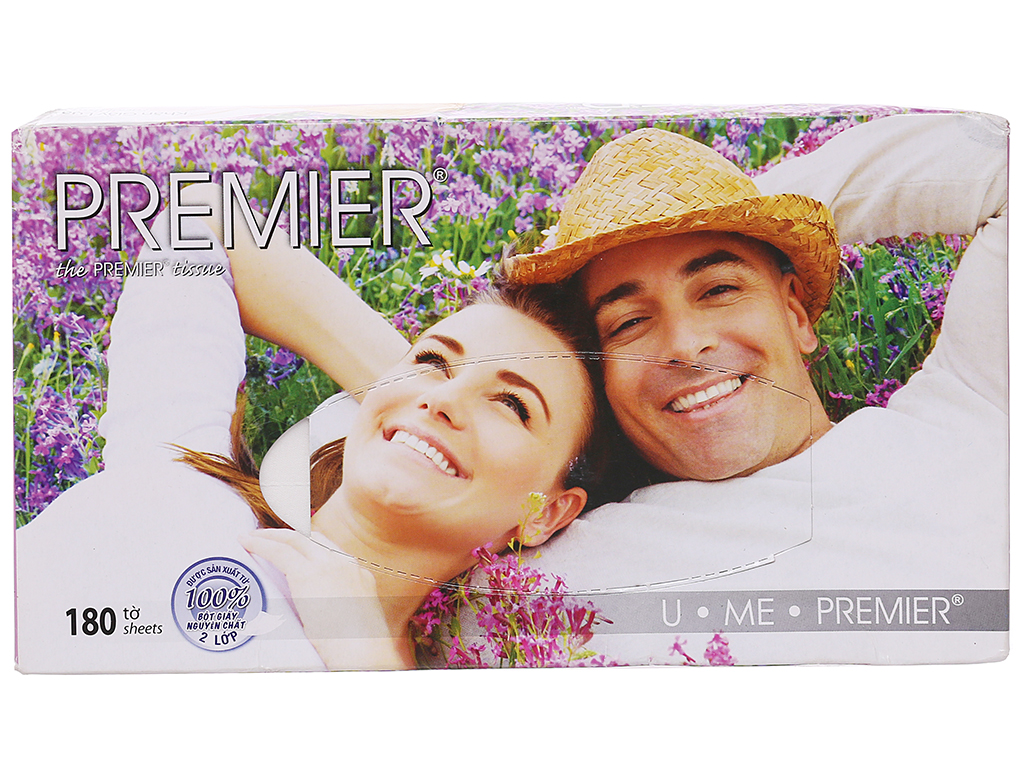 PREMIER®
the PREMIER® tissue
180 tờ
sheets
ĐƯỢC SẢN XUẤT TỪ
100%
BỘT GIẤY
NGUYÊN CHẤT
2 LỚP
U • ME • PREMIER®